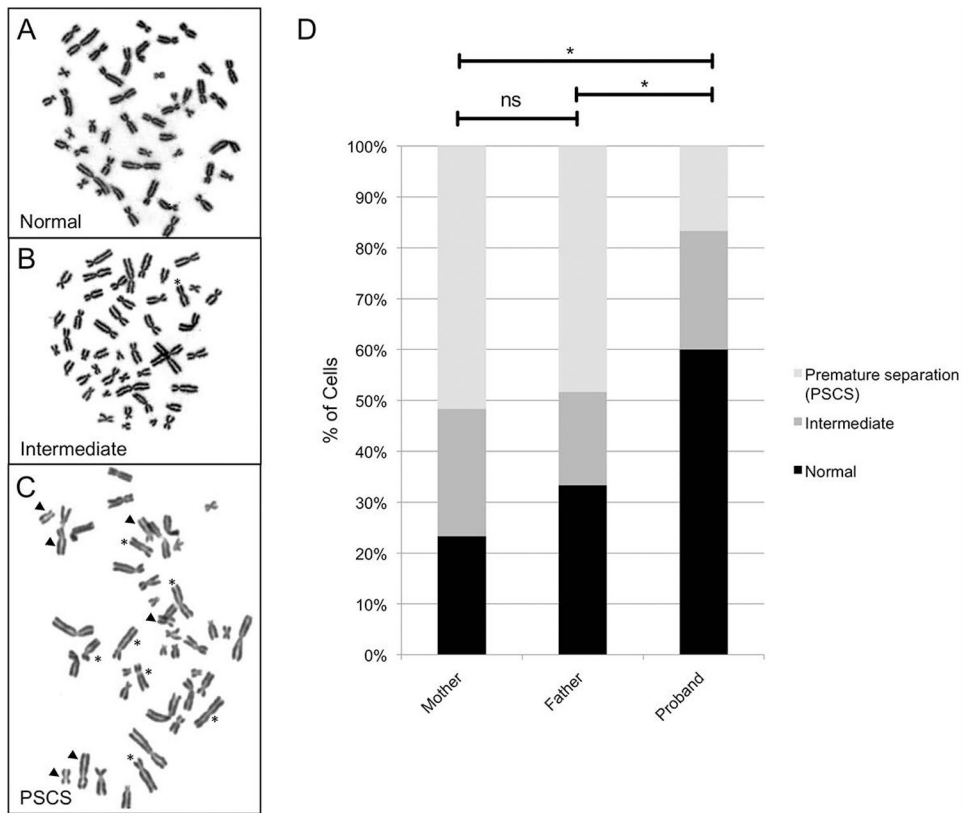 A
Normal
B
*
Intermediate
C
*
*
*
*
*
*
*
PSCS
D
*
*
ns
% of Cells
100%
90%
80%
70%
60%
50%
40%
30%
20%
10%
0%
Mother
Father
Proband
Premature separation
(PSCS)
Intermediate
Normal